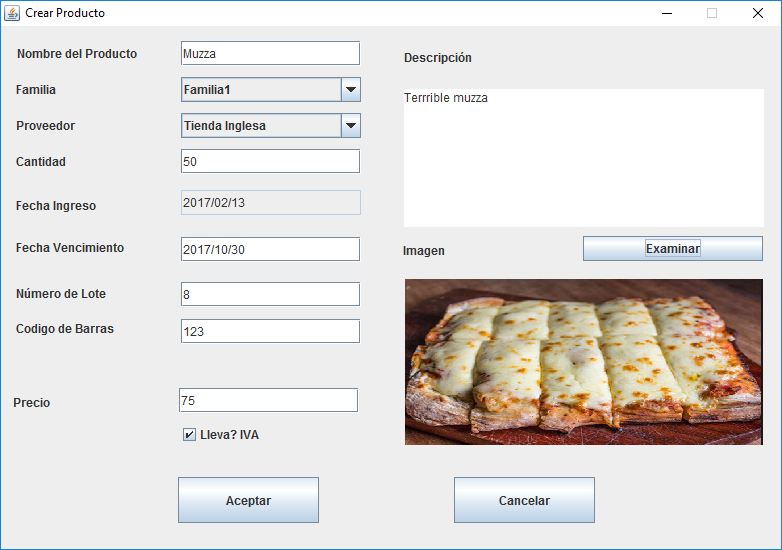 Crear Producto
Nombre del Producto Muzza
Familia Familia1
Proveedor Tienda Inglesa
Cantidad 50
Fecha Ingreso 2017/02/13
Fecha Vencimiento 2017/10/30
Número de Lote 8
Codigo de Barras 123
Precio 75
Lleva? IVA
Descripción
Terrrible muzza
Imagen Examinar
Aceptar Cancelar